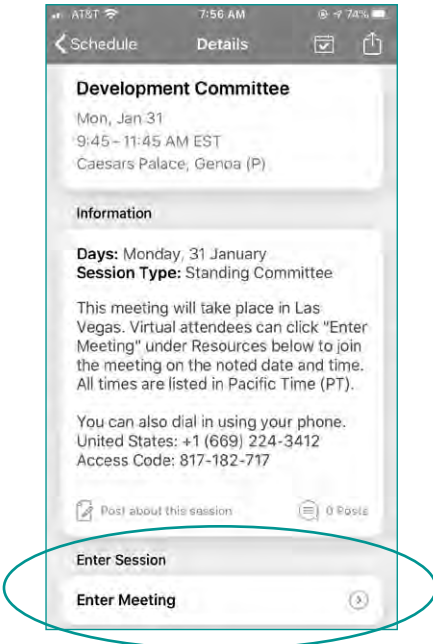 AT&T 7:56 AM 74%
Schedule Details
Development Committee
Mon, Jan 31
9:45 - 11:45 AM EST
Caesars Palace, Genoa (P)
Information
Days: Monday, 31 January
Session Type: Standing Committee
This meeting will take place in Las
Vegas. Virtual attendees can click "Enter
Meeting" under Resources below to join
the meeting on the noted date and time.
All times are listed in Pacific Time (PT).
You can also dial in using your phone.
United States: +1 (669) 224-3412
Access Code: 817-182-717
Post about this session 0 Posts
Enter Session
Enter Meeting